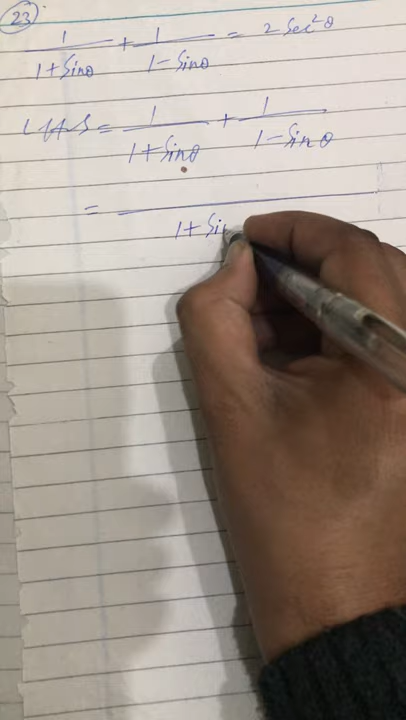 23
1/(1+Sinθ) + 1/(1-Sinθ) = 2 Sec²θ
LHS = 1/(1+Sinθ) + 1/(1-Sinθ)
= /(1+Si